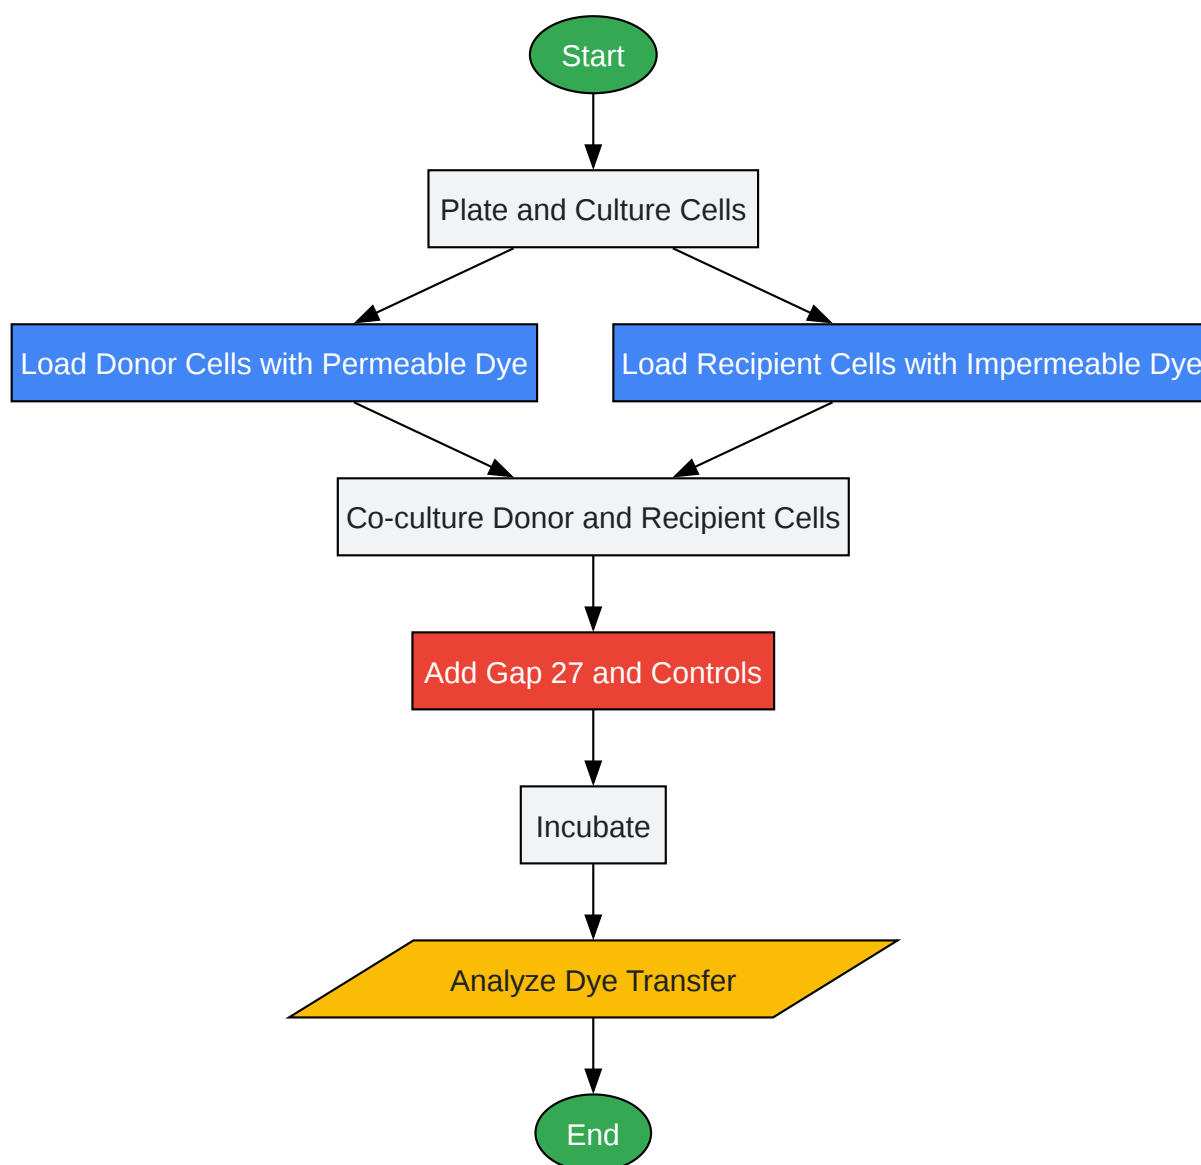 Start
Plate and Culture Cells
Load Donor Cells with Permeable Dye
Load Recipient Cells with Impermeable Dye
Co-culture Donor and Recipient Cells
Add Gap 27 and Controls
Incubate
Analyze Dye Transfer
End